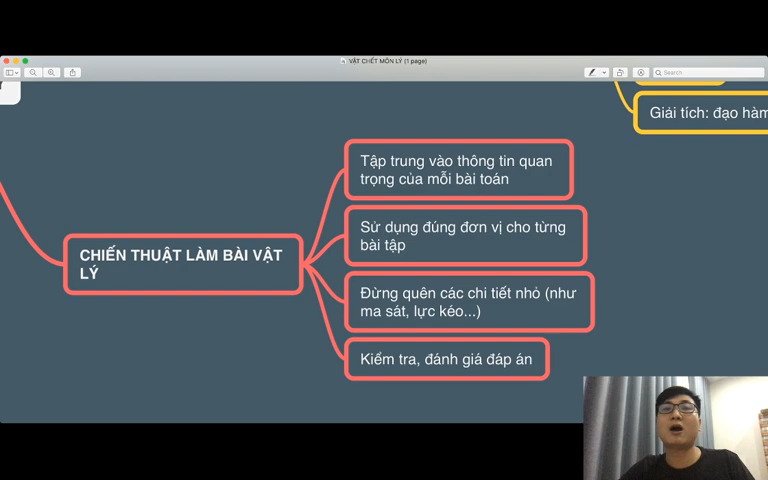 VẬT CHẾT MÔN LÝ (1 page)
Search
Giải tích: đạo hàm
Tập trung vào thông tin quan
trọng của mỗi bài toán
Sử dụng đúng đơn vị cho từng
bài tập
CHIẾN THUẬT LÀM BÀI VẬT
LÝ
Đừng quên các chi tiết nhỏ (như
ma sát, lực kéo...)
Kiểm tra, đánh giá đáp án